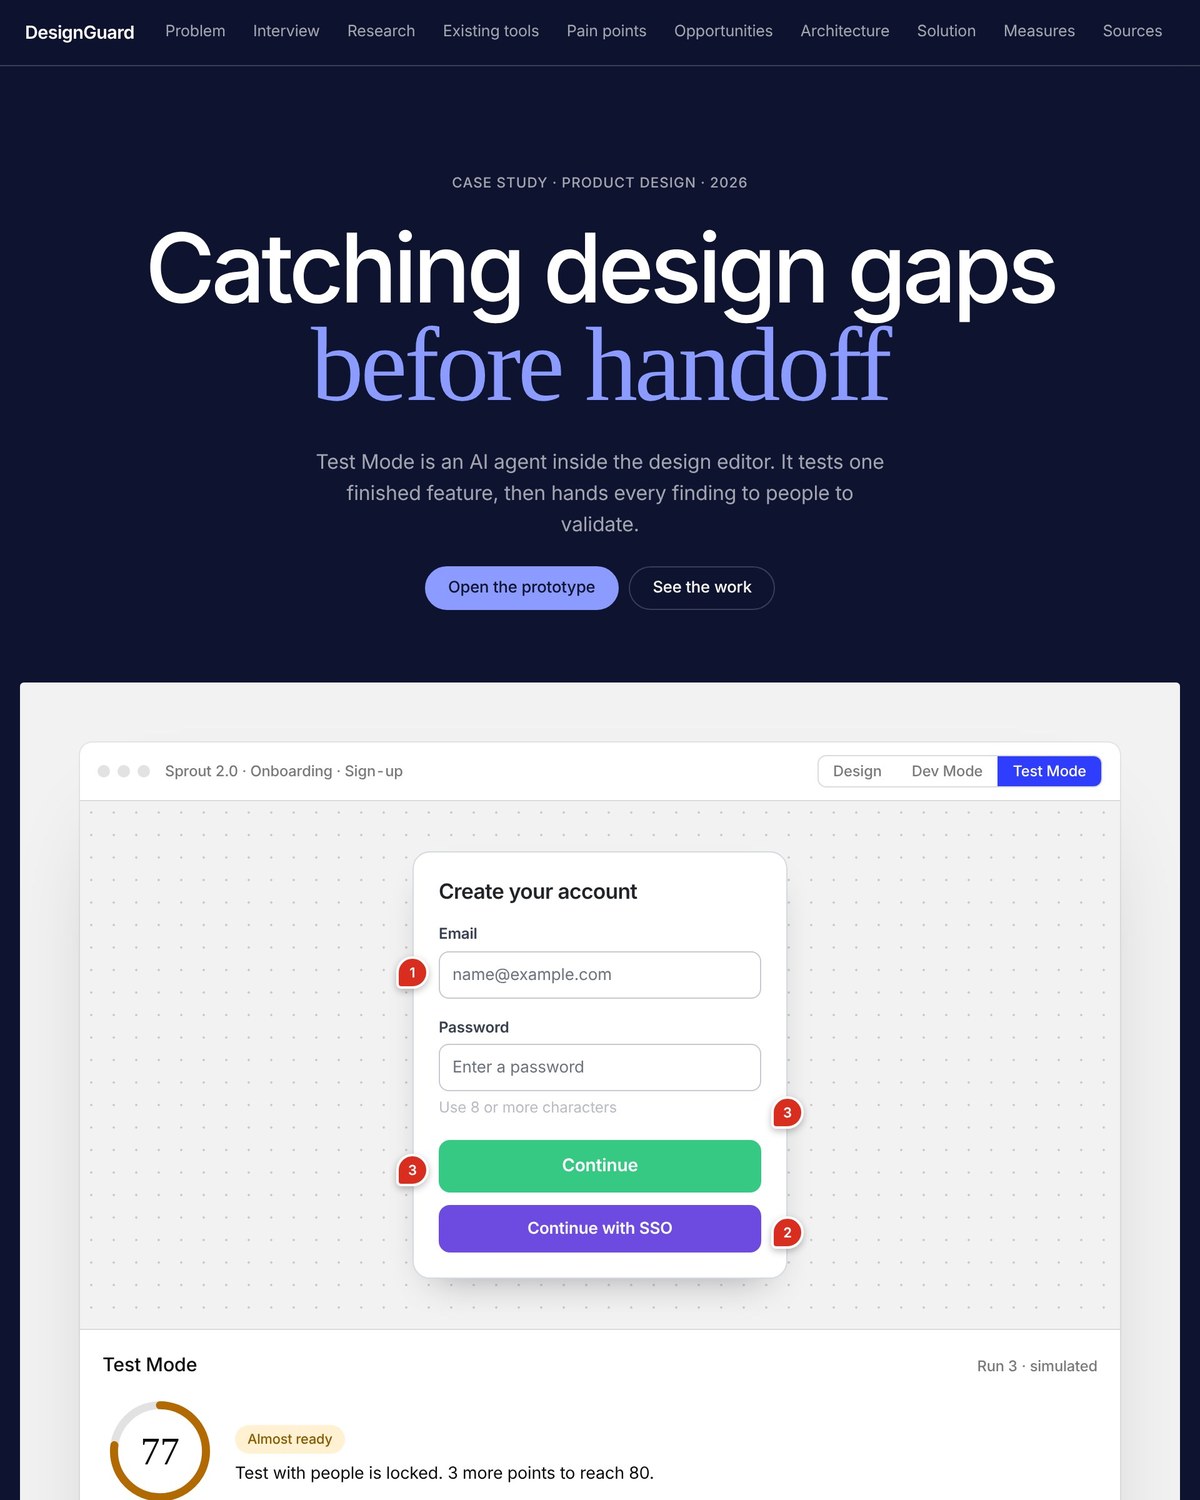 DesignGuard Problem Interview Research Existing tools Pain points Opportunities Architecture Solution Measures Sources
CASE STUDY · PRODUCT DESIGN · 2026
Catching design gaps
before handoff
Test Mode is an AI agent inside the design editor. It tests one
finished feature, then hands every finding to people to
validate.
Open the prototype See the work
Sprout 2.0 · Onboarding · Sign-up Design Dev Mode Test Mode
Create your account
Email
1 name@example.com
Password
Enter a password
Use 8 or more characters
3
3 Continue
Continue with SSO 2
Test Mode Run 3 · simulated
77
Almost ready
Test with people is locked. 3 more points to reach 80.